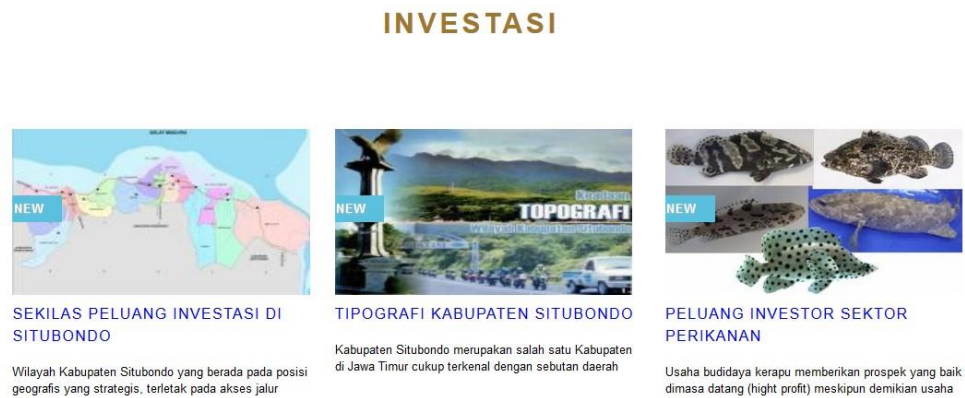 INVESTASI
NEW
SEKILAS PELUANG INVESTASI DI
SITUBONDO
Wilayah Kabupaten Situbondo yang berada pada posisi
geografis yang strategis, terletak pada akses jalur
NEW
TOPOGRAFI
Wilayah Kabupaten Situbondo
TIPOGRAFI KABUPATEN SITUBONDO
Kabupaten Situbondo merupakan salah satu Kabupaten
di Jawa Timur cukup terkenal dengan sebutan daerah
NEW
PELUANG INVESTOR SEKTOR
PERIKANAN
Usaha budidaya kerapu memberikan prospek yang baik
dimasa datang (hight profit) meskipun demikian usaha